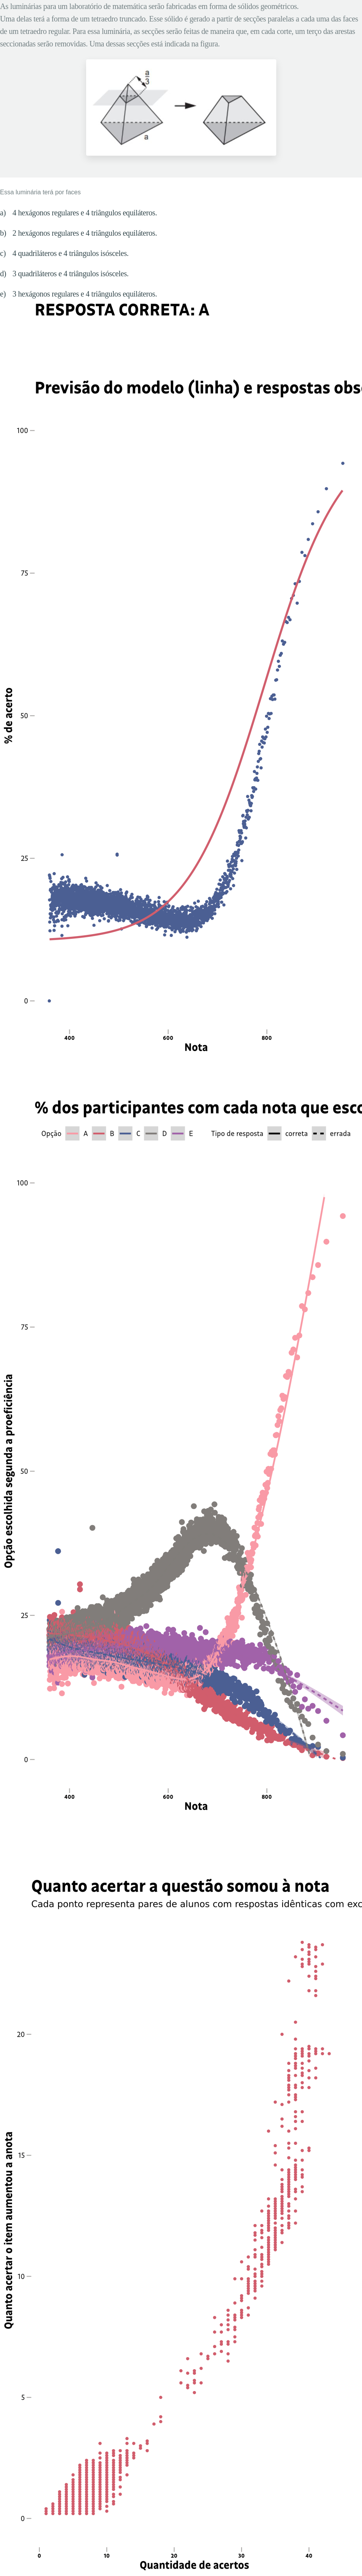 As luminárias para um laboratório de matemática serão fabricadas em forma de sólidos geométricos.
Uma delas terá a forma de um tetraedro truncado. Esse sólido é gerado a partir de secções paralelas a cada uma das faces
de um tetraedro regular. Para essa luminária, as secções serão feitas de maneira que, em cada corte, um terço das arestas
seccionadas serão removidas. Uma dessas secções está indicada na figura.
a
3
a
Essa luminária terá por faces
a) 4 hexágonos regulares e 4 triângulos equiláteros.
b) 2 hexágonos regulares e 4 triângulos equiláteros.
c) 4 quadriláteros e 4 triângulos isósceles.
d) 3 quadriláteros e 4 triângulos isósceles.
e) 3 hexágonos regulares e 4 triângulos equiláteros.
RESPOSTA CORRETA: A
Previsão do modelo (linha) e respostas obs
100
75
50
25
0
% de acerto
400 600 800
Nota
% dos participantes com cada nota que esco
Opção A B C D E Tipo de resposta correta errada
100
75
50
25
0
Opção escolhida segunda a proeficiência
400 600 800
Nota
Quanto acertar a questão somou à nota
Cada ponto representa pares de alunos com respostas idênticas com exc
20
15
10
5
0
Quanto acertar o item aumentou a anota
0 10 20 30 40
Quantidade de acertos